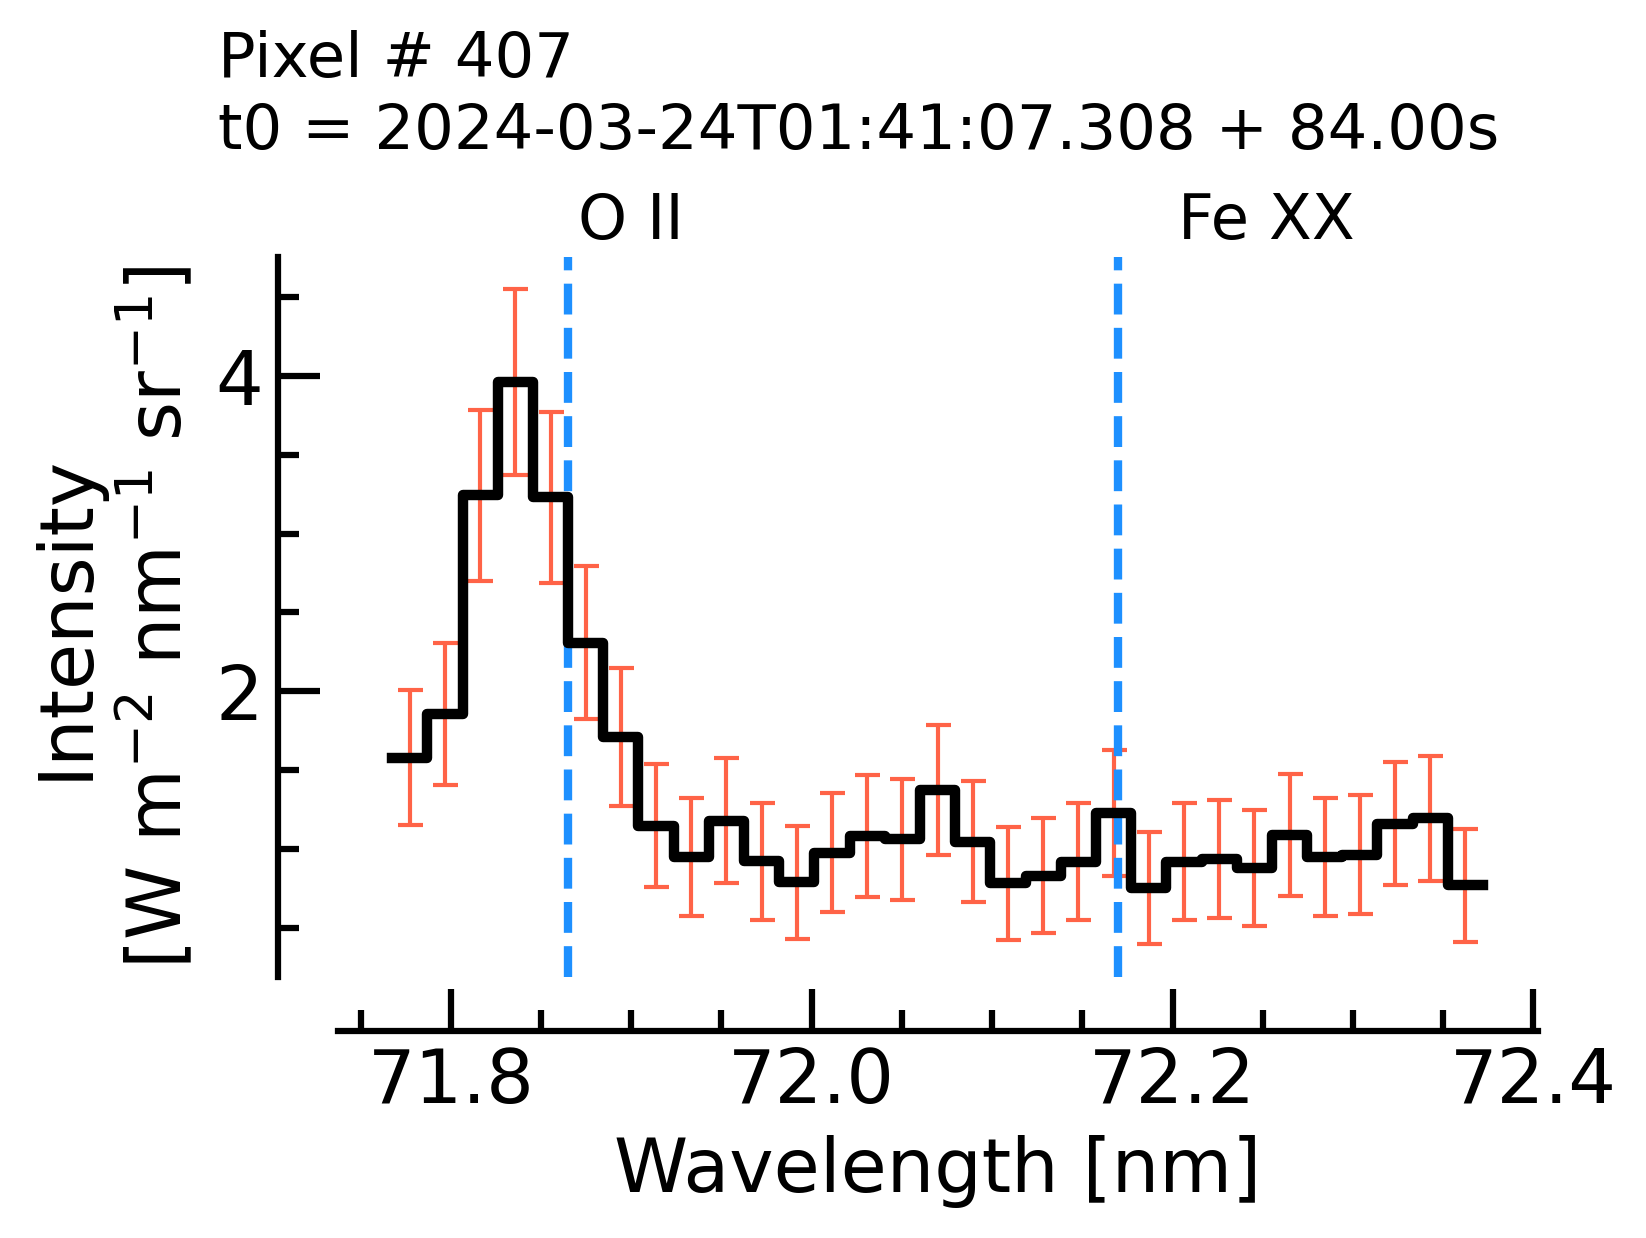 Pixel # 407
t0 = 2024-03-24T01:41:07.308 + 84.00s
O II
Fe XX
Intensity
[W m⁻² nm⁻¹ sr⁻¹]
4
2
71.8
72.0
72.2
72.4
Wavelength [nm]